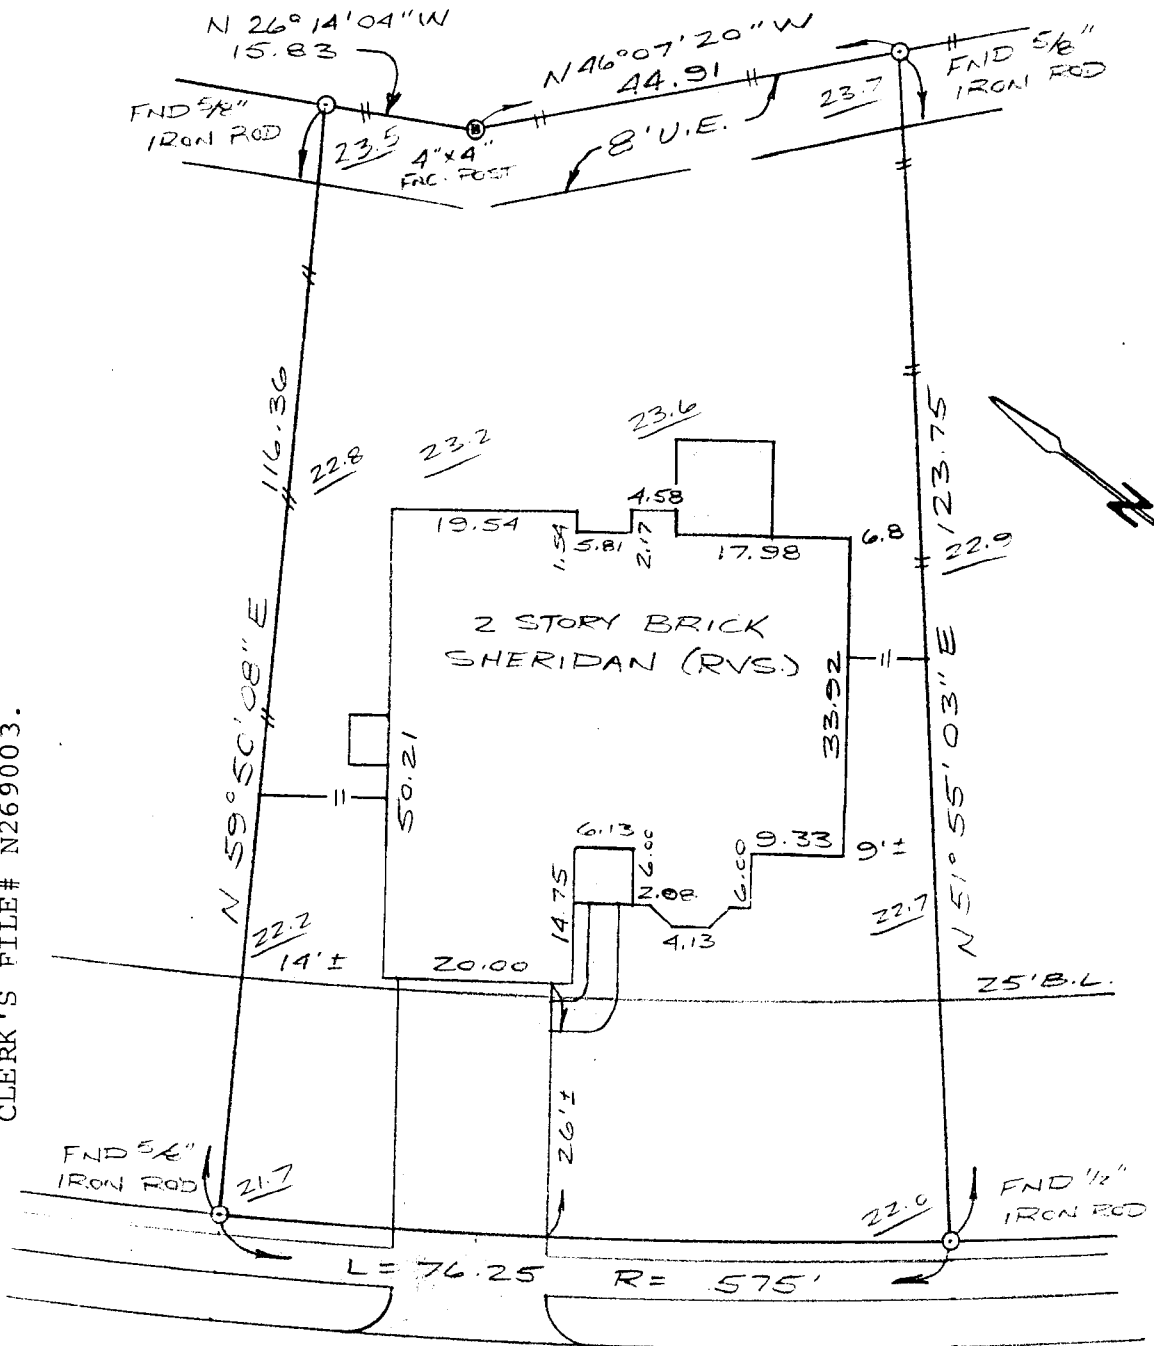 N 26° 14' 04" W
15.83
N 46° 07' 20" W
44.91
FND 5/8"
IRON ROD
FND 5/8"
IRON ROD
23.5
4"x4"
FNC. POST
8' U.E.
23.7
116.36
N 59° 50' 08" E
22.8
23.2
23.6
123.75
N 51° 55' 03" E
N
19.54
1.54
5.81
4.58
2.17
17.98
6.8
22.9
2 STORY BRICK
SHERIDAN (RVS.)
33.92
50.21
6.13
6.00
2.08
4.13
6.00
9.33
9'±
14.75
22.2
14'±
20.00
22.7
25' B.L.
26'±
CLERK'S FILE# N269003.
FND 5/8"
IRON ROD
21.7
22.0
FND 1/2"
IRON ROD
L = 76.25 R = 575'